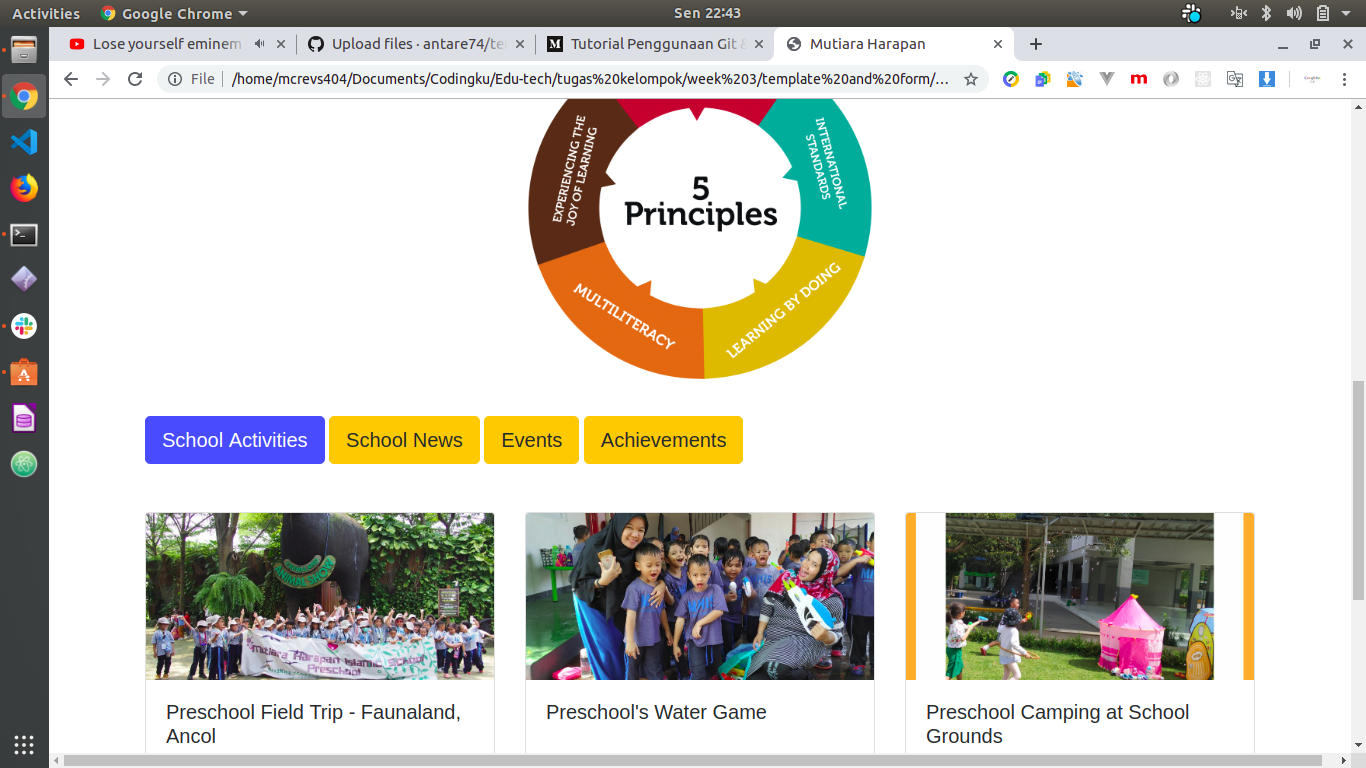 Activities
Google Chrome
Sen 22:43
Lose yourself eminem
Upload files · antare74/te
Tutorial Penggunaan Git &
Mutiara Harapan
File
/home/mcrevs404/Documents/Codingku/Edu-tech/tugas%20kelompok/week%203/template%20and%20form/...
EXPERIENCING THE
JOY OF LEARNING
INTERNATIONAL
STANDARDS
5
Principles
MULTILITERACY
LEARNING BY DOING
School Activities
School News
Events
Achievements
ANIMAL SHOW
mutiara Harapan Islamic School
Preschool
Preschool Field Trip - Faunaland,
Ancol
Preschool's Water Game
Preschool Camping at School
Grounds